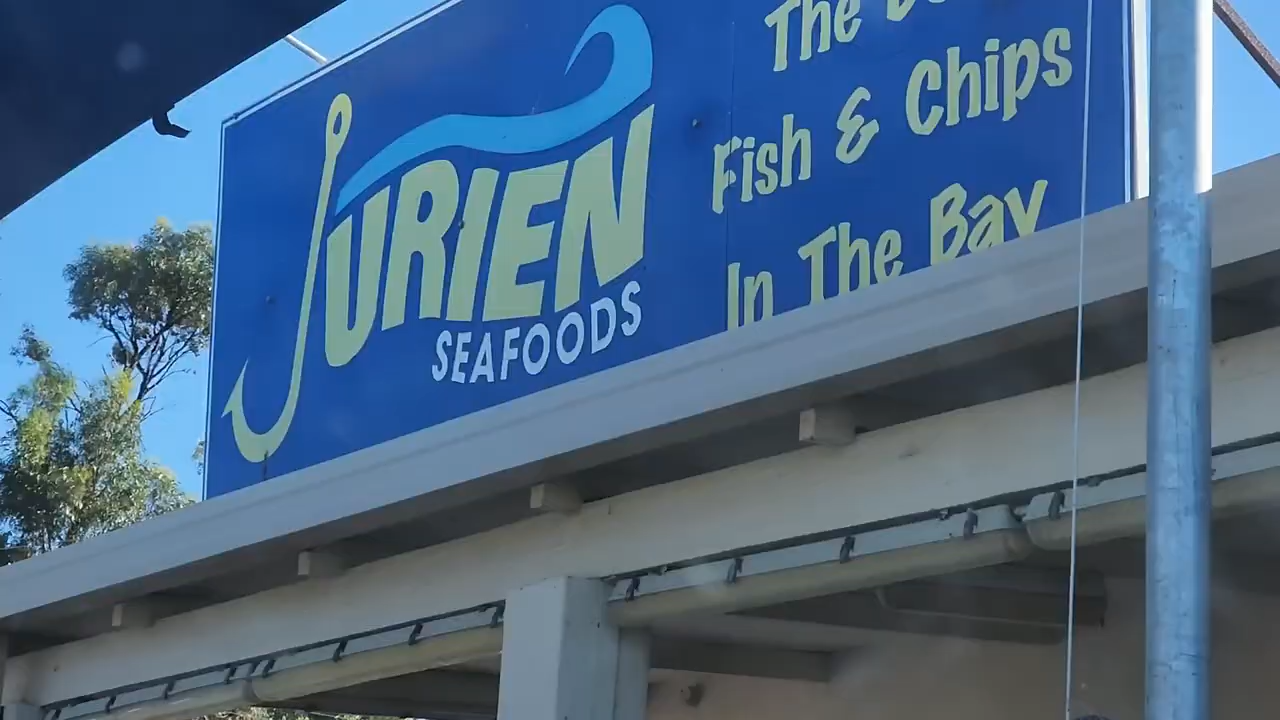 JURIEN
SEAFOODS
The
Fish & Chips
In The Bay